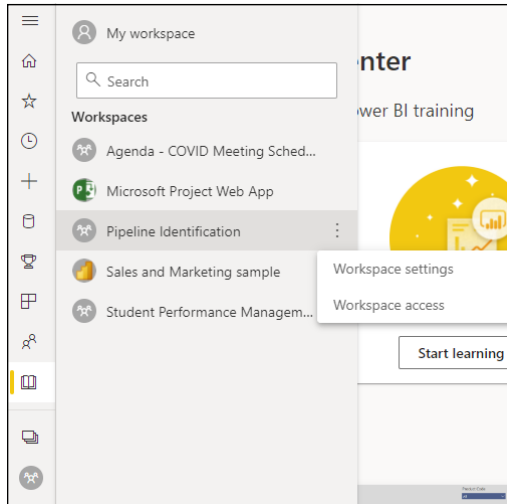 My workspace
nter
Search
ower BI training
Workspaces
Agenda - COVID Meeting Sched...
Microsoft Project Web App
Pipeline Identification
Workspace settings
Sales and Marketing sample
Workspace access
Student Performance Managem...
Start learning